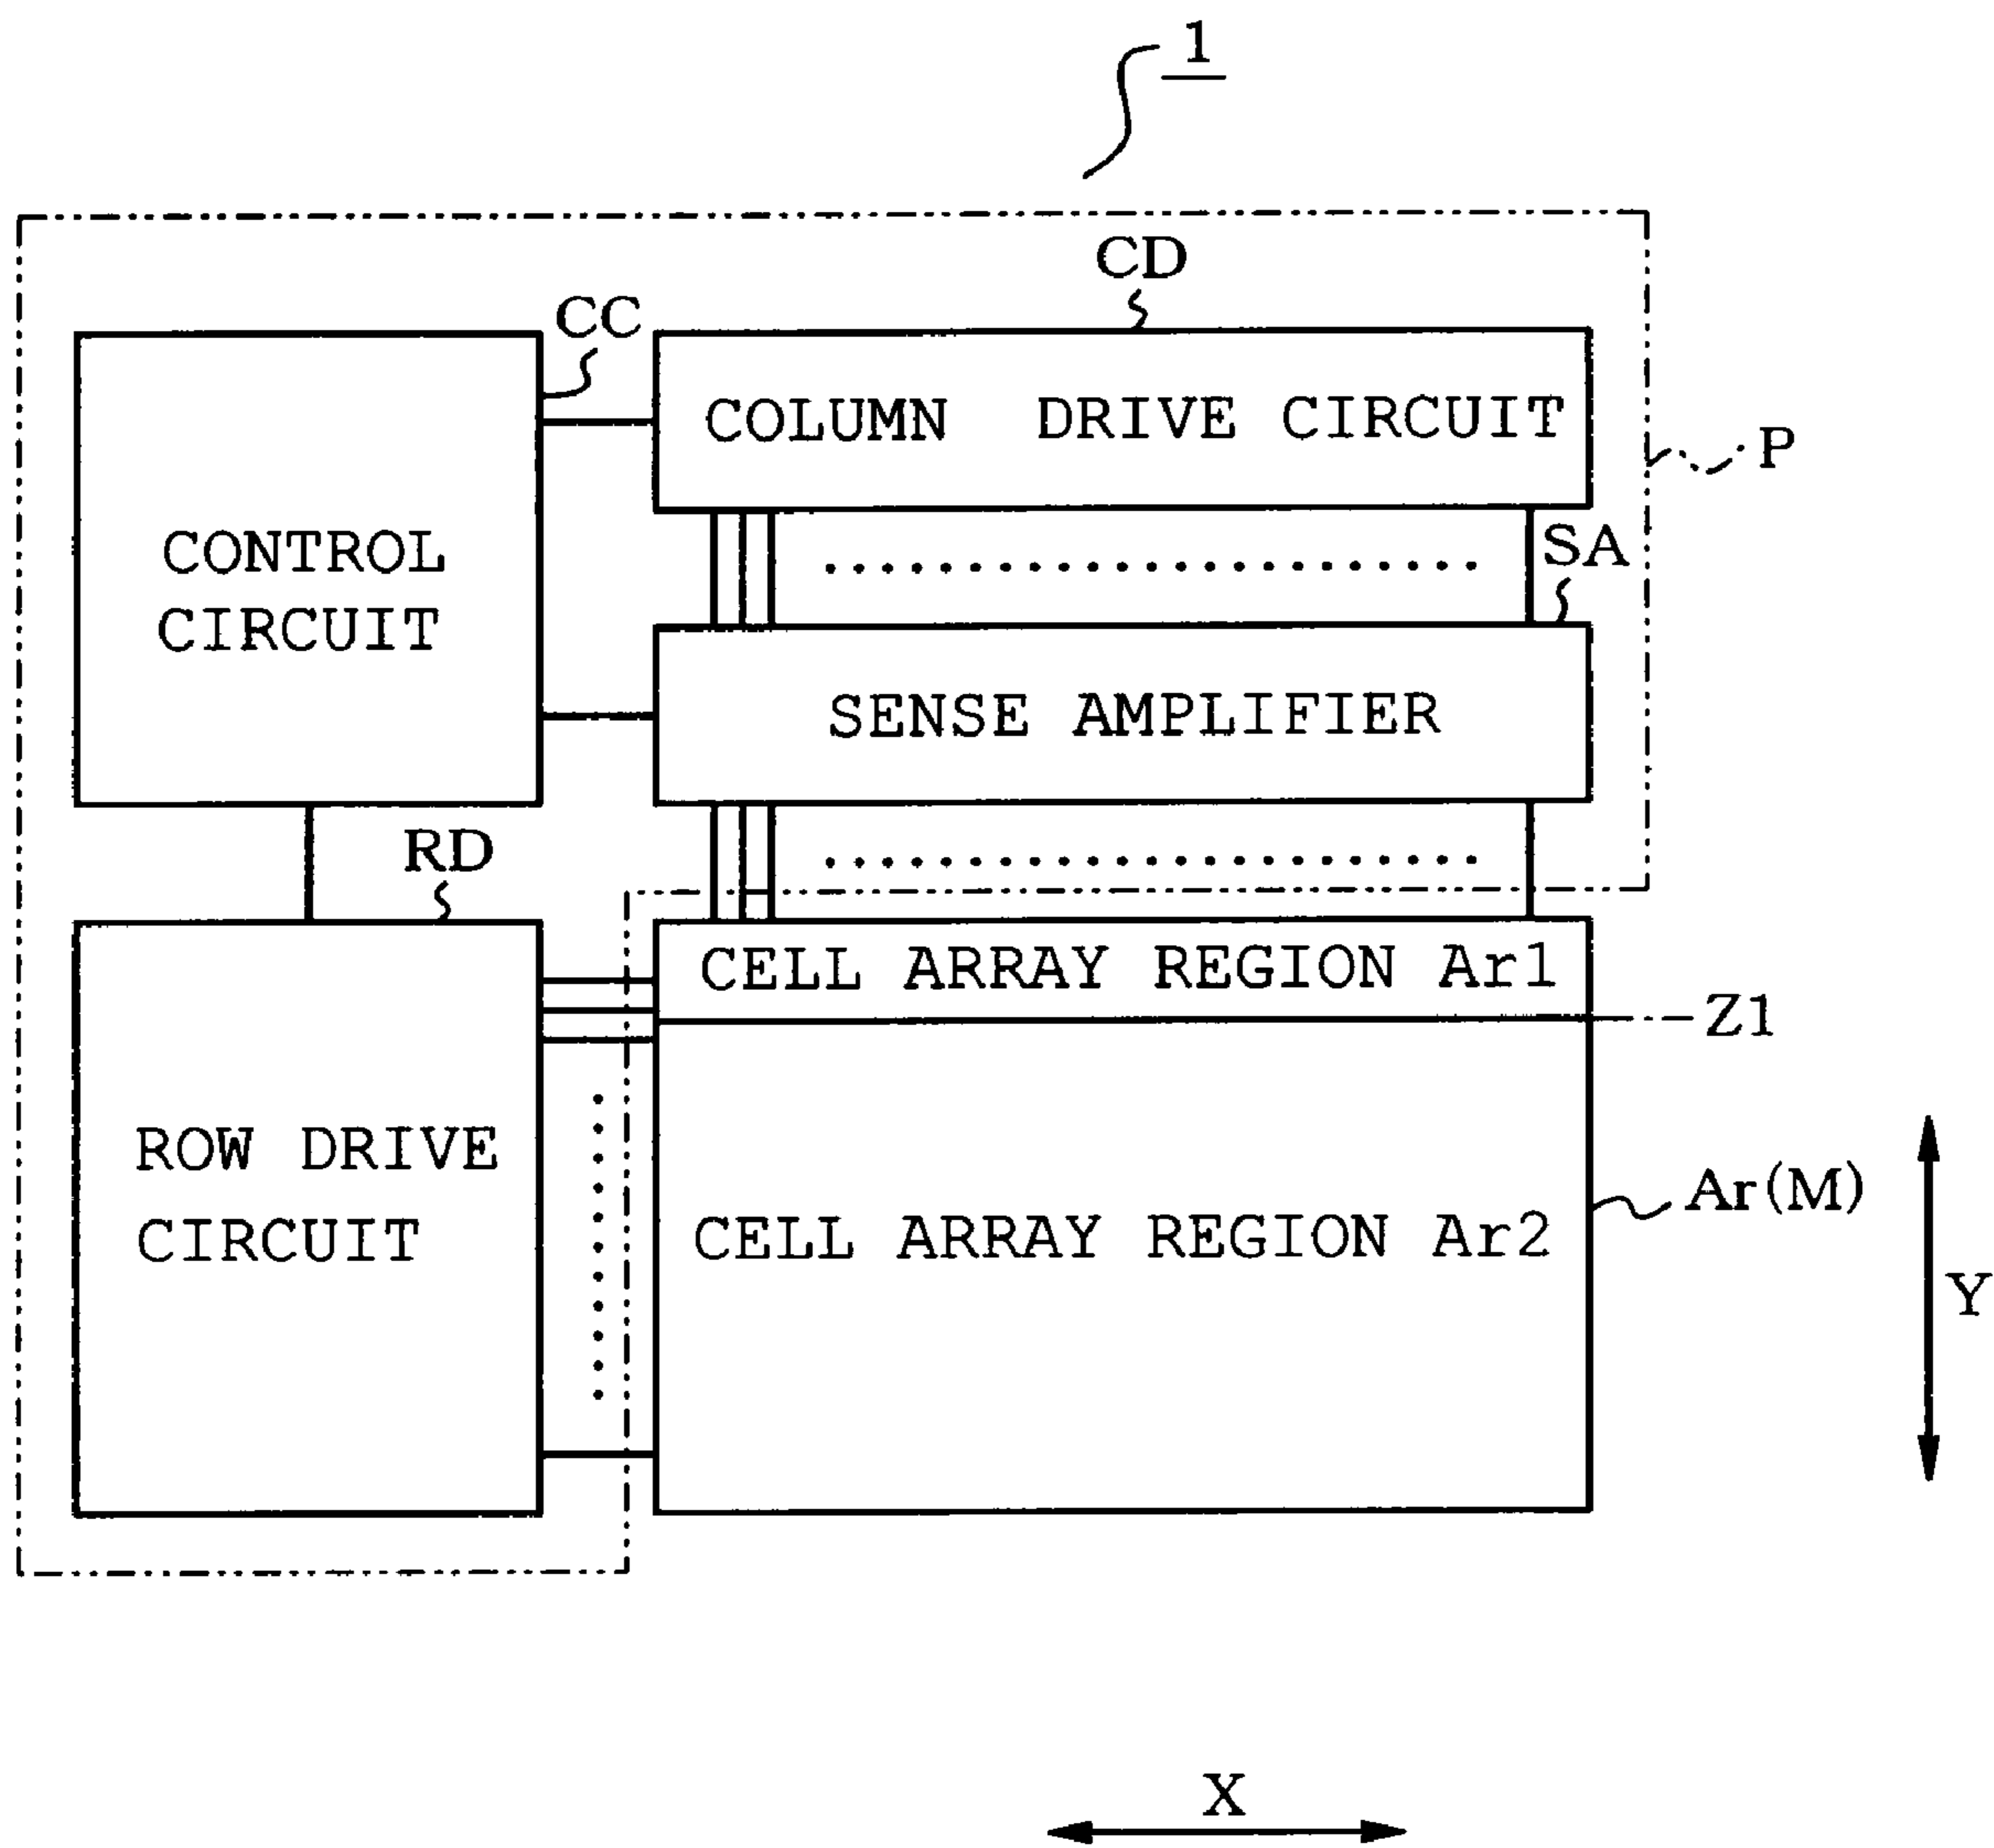 1
CD
CC
COLUMN DRIVE CIRCUIT
P
CONTROL
CIRCUIT
SA
SENSE AMPLIFIER
RD
CELL ARRAY REGION Ar1
Z1
ROW DRIVE
CIRCUIT
Ar(M)
CELL ARRAY REGION Ar2
Y
X